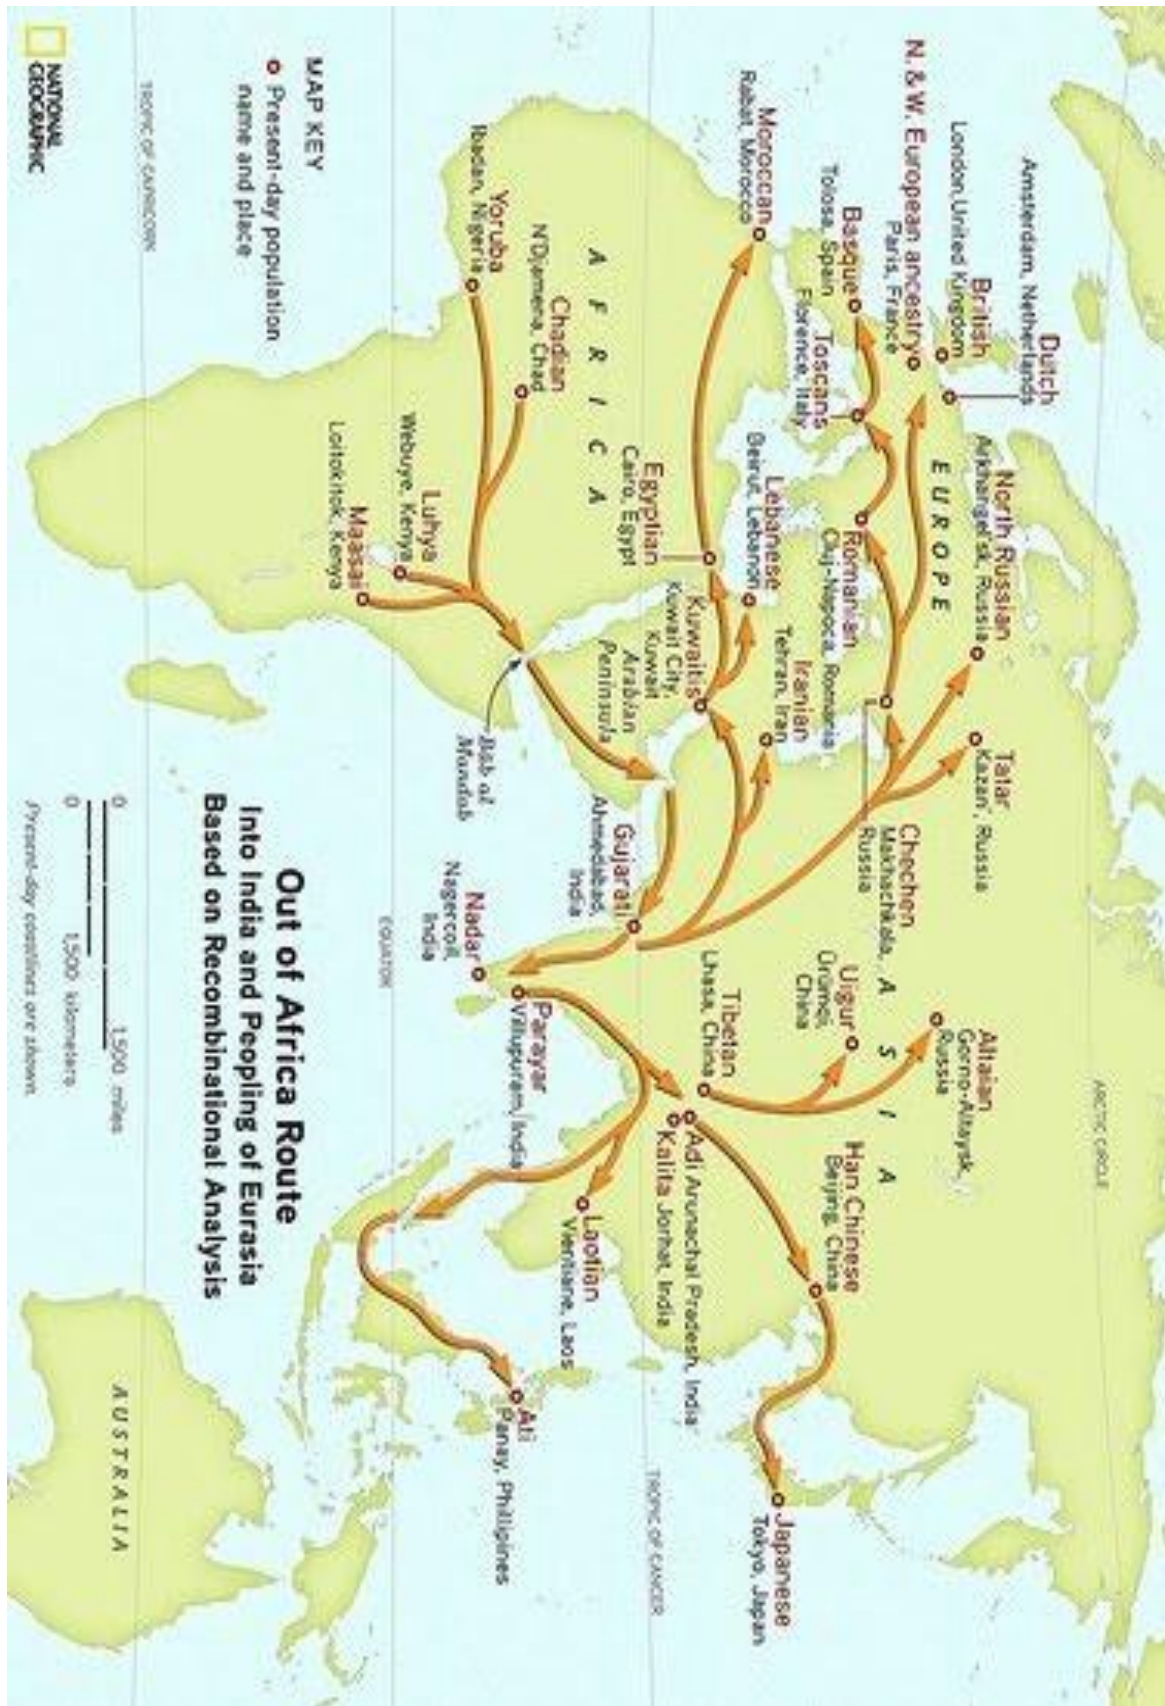 NATIONAL
GEOGRAPHIC
MAP KEY
Present-day population
name and place
Dutch
Amsterdam, Netherlands
British
London, United Kingdom
N. & W. European ancestry
Paris, France
Basque
Tolosa, Spain
Toscans
Florence, Italy
Moroccan
Rabat, Morocco
North Russian
Arkhangel'sk, Russia
Tatar
Kazan', Russia
EUROPE
Romanian
Cluj-Napoca, Romania
Chechen
Makhachkala,
Russia
Lebanese
Beirut, Lebanon
Iranian
Tehran, Iran
Egyptian
Cairo, Egypt
Kuwaitis
Kuwait City,
Kuwait
Arabian
Peninsula
AFRICA
Chadian
N'Djamena, Chad
Yoruba
Ibadan, Nigeria
Luhya
Webuye, Kenya
Maasai
Loitokitok, Kenya
Bāb al
Mandab
Gujarati
Ahmedabad,
India
Nadar
Nagercoil,
India
Parayar
Villupuram, India
ASIA
Altaian
Gorno-Altaysk,
Russia
Uigur
Ürümqi,
China
Tibetan
Lhasa, China
Adi Arunachal Pradesh, India
Kalita Jorhat, India
Han Chinese
Beijing, China
Japanese
Tokyo, Japan
Laotian
Vientiane, Laos
Ati
Panay, Phillipines
ARCTIC CIRCLE
TROPIC OF CANCER
EQUATOR
TROPIC OF CAPRICORN
AUSTRALIA
Out of Africa Route
Into India and Peopling of Eurasia
Based on Recombinational Analysis
0 1,500 miles
0 1,500 kilometers
Present-day coastlines are shown.